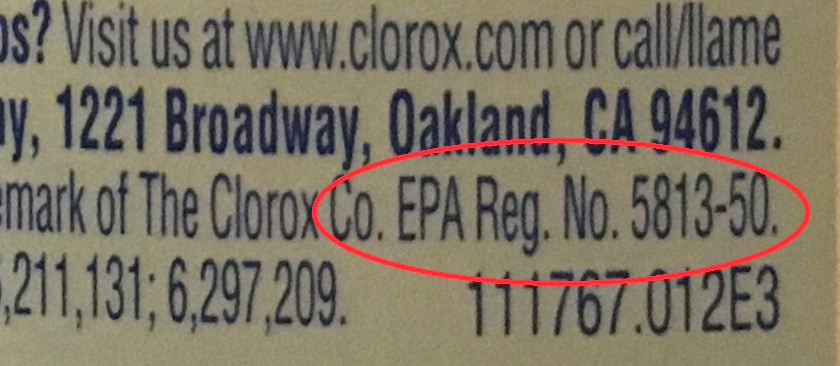 os? Visit us at www.clorox.com or call/llame
y, 1221 Broadway, Oakland, CA 94612.
emark of The Clorox Co. EPA Reg. No. 5813-50.
,211,131; 6,297,209. 111767.012E3